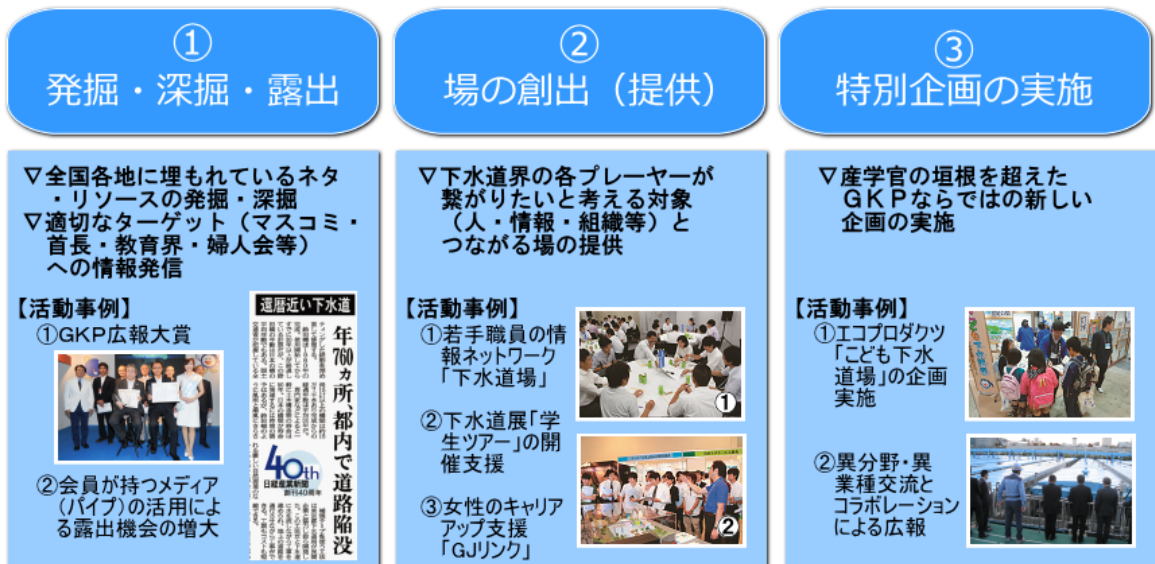 ①
発掘・深掘・露出
▽全国各地に埋もれているネタ
・リソースの発掘・深掘
▽適切なターゲット（マスコミ・
首長・教育界・婦人会等）
への情報発信
【活動事例】
①GKP広報大賞
②会員が持つメディア
（パイプ）の活用によ
る露出機会の増大
還暦近い下水道
年760ヵ所、都内で道路陥没
40th
日経産業新聞
創刊40周年
②
場の創出（提供）
▽下水道界の各プレーヤーが
繋がりたいと考える対象
（人・情報・組織等）と
つながる場の提供
【活動事例】
①若手職員の情
報ネットワーク
「下水道場」
②下水道展「学
生ツアー」の開
催支援
③女性のキャリア
アップ支援
「GJリンク」
①
②
③
特別企画の実施
▽産学官の垣根を超えた
ＧＫＰならではの新しい
企画の実施
【活動事例】
①エコプロダクツ
「こども下水
道場」の企画
実施
②異分野・異
業種交流と
コラボレーション
による広報